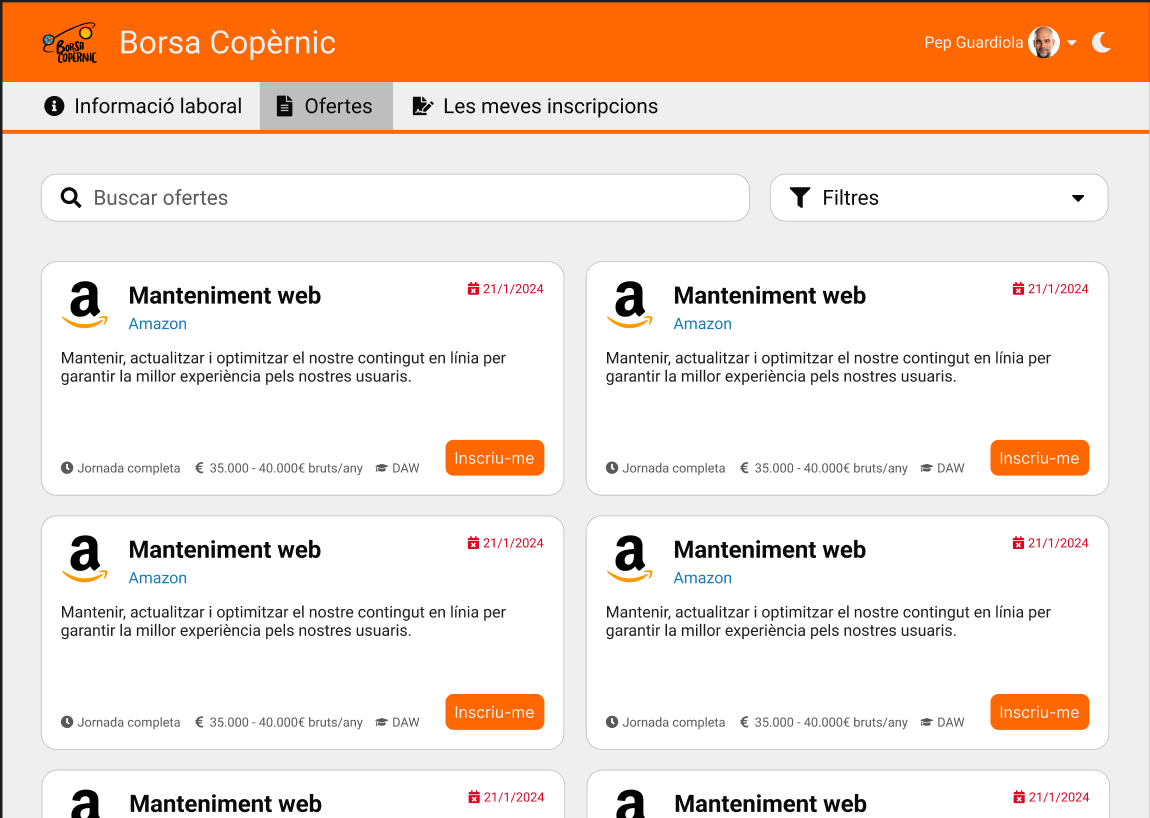 BORSA
COPÈRNIC
Borsa Copèrnic
Pep Guardiola
Informació laboral
Ofertes
Les meves inscripcions
Buscar ofertes
Filtres
a
Manteniment web
21/1/2024
Amazon
Mantenir, actualitzar i optimitzar el nostre contingut en línia per
garantir la millor experiència pels nostres usuaris.
Jornada completa
€ 35.000 - 40.000€ bruts/any
DAW
Inscriu-me
a
Manteniment web
21/1/2024
Amazon
Mantenir, actualitzar i optimitzar el nostre contingut en línia per
garantir la millor experiència pels nostres usuaris.
Jornada completa
€ 35.000 - 40.000€ bruts/any
DAW
Inscriu-me
a
Manteniment web
21/1/2024
Amazon
Mantenir, actualitzar i optimitzar el nostre contingut en línia per
garantir la millor experiència pels nostres usuaris.
Jornada completa
€ 35.000 - 40.000€ bruts/any
DAW
Inscriu-me
a
Manteniment web
21/1/2024
Amazon
Mantenir, actualitzar i optimitzar el nostre contingut en línia per
garantir la millor experiència pels nostres usuaris.
Jornada completa
€ 35.000 - 40.000€ bruts/any
DAW
Inscriu-me
a
Manteniment web
21/1/2024
a
Manteniment web
21/1/2024